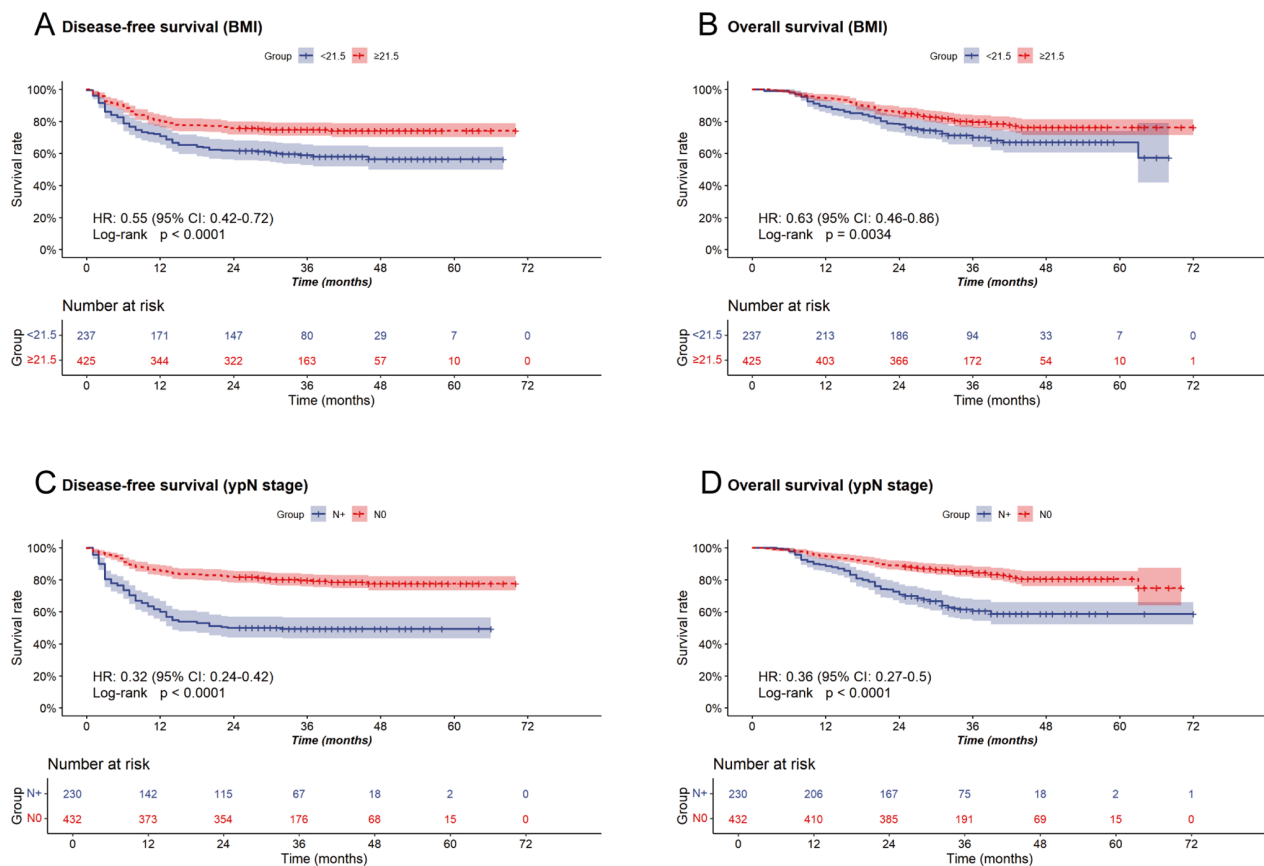 A Disease-free survival (BMI)
Group <21.5 ≥21.5
100%
80%
60%
40%
20%
0%
Survival rate
HR: 0.55 (95% CI: 0.42-0.72)
Log-rank p < 0.0001
0 12 24 36 48 60 72
Time (months)
Number at risk
Group
<21.5 237 171 147 80 29 7 0
≥21.5 425 344 322 163 57 10 0
0 12 24 36 48 60 72
Time (months)
B Overall survival (BMI)
Group <21.5 ≥21.5
100%
80%
60%
40%
20%
0%
Survival rate
HR: 0.63 (95% CI: 0.46-0.86)
Log-rank p = 0.0034
0 12 24 36 48 60 72
Time (months)
Number at risk
Group
<21.5 237 213 186 94 33 7 0
≥21.5 425 403 366 172 54 10 1
0 12 24 36 48 60 72
Time (months)
C Disease-free survival (ypN stage)
Group N+ N0
100%
80%
60%
40%
20%
0%
Survival rate
HR: 0.32 (95% CI: 0.24-0.42)
Log-rank p < 0.0001
0 12 24 36 48 60 72
Time (months)
Number at risk
Group
N+ 230 142 115 67 18 2 0
N0 432 373 354 176 68 15 0
0 12 24 36 48 60 72
Time (months)
D Overall survival (ypN stage)
Group N+ N0
100%
80%
60%
40%
20%
0%
Survival rate
HR: 0.36 (95% CI: 0.27-0.5)
Log-rank p < 0.0001
0 12 24 36 48 60 72
Time (months)
Number at risk
Group
N+ 230 206 167 75 18 2 1
N0 432 410 385 191 69 15 0
0 12 24 36 48 60 72
Time (months)